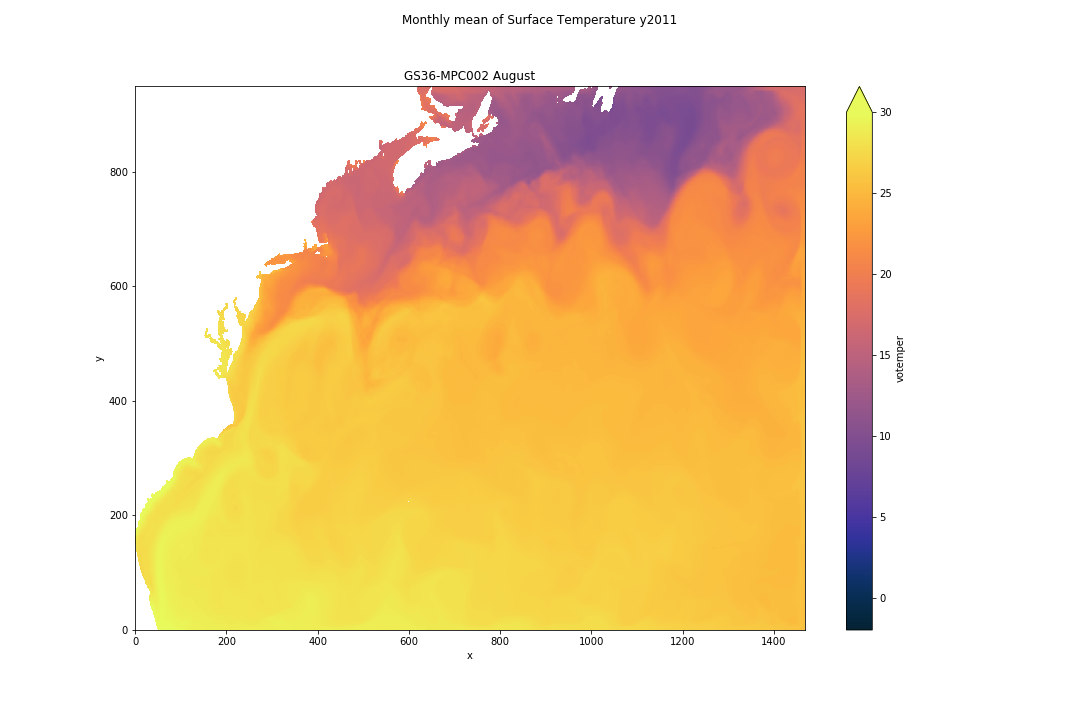 Monthly mean of Surface Temperature y2011
GS36-MPC002 August
30
25
20
15
10
5
0
votemper
800
600
400
200
0
y
0 200 400 600 800 1000 1200 1400
x